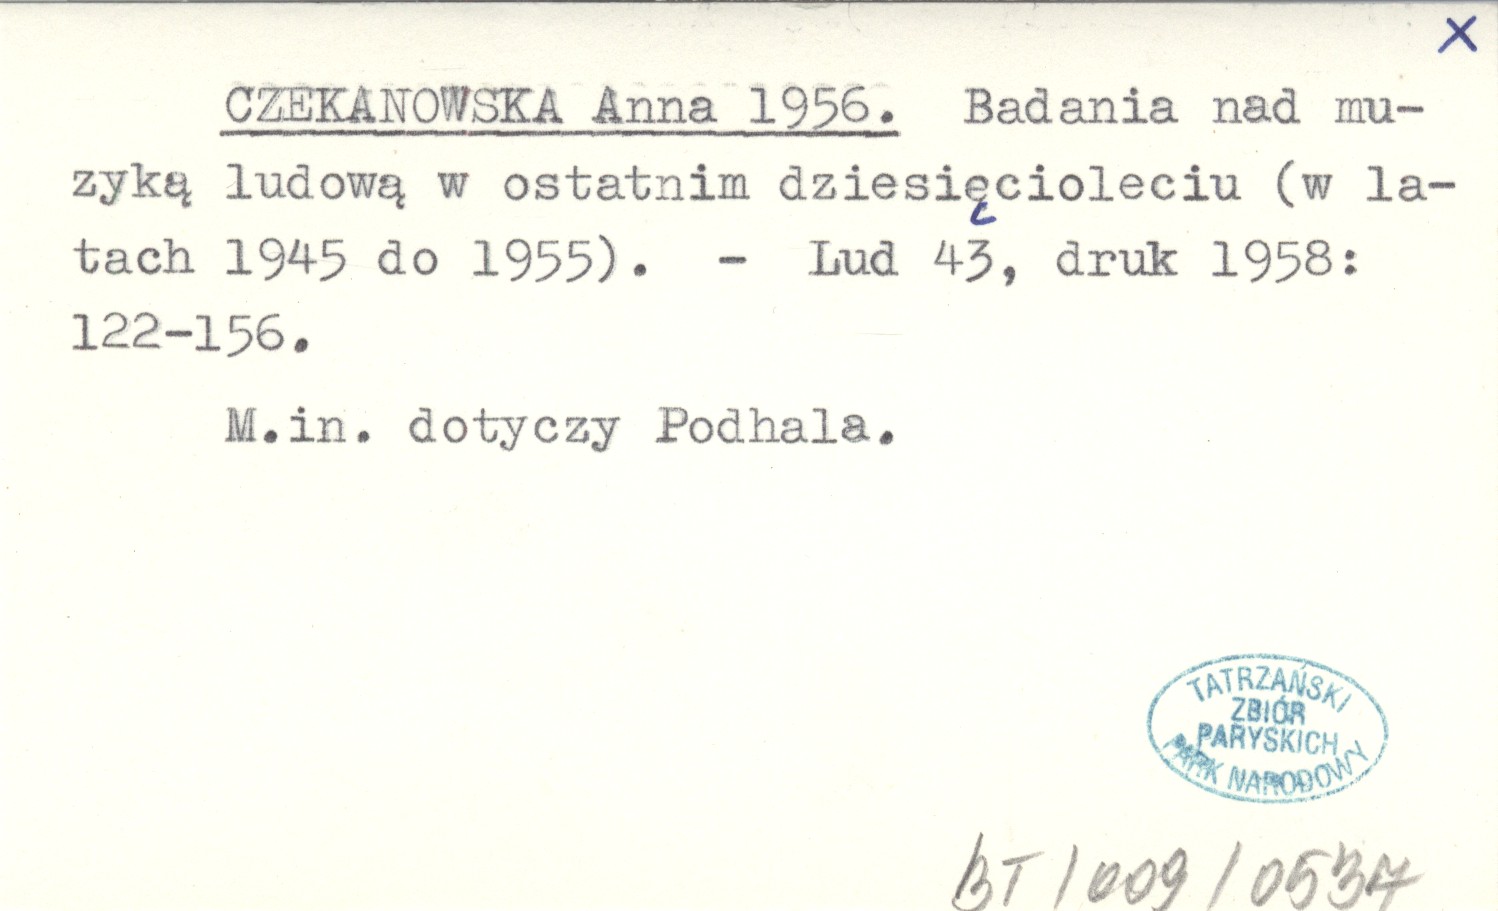 x
CZEKANOWSKA Anna 1956. Badania nad mu-
zyką ludową w ostatnim dziesięcioleciu (w la-
tach 1945 do 1955). - Lud 43, druk 1958:
122-156.
M.in. dotyczy Podhala.
TATRZAŃSKI
ZBIÓR
PARYSKICH
PARK NARODOWY
BT/009/0537